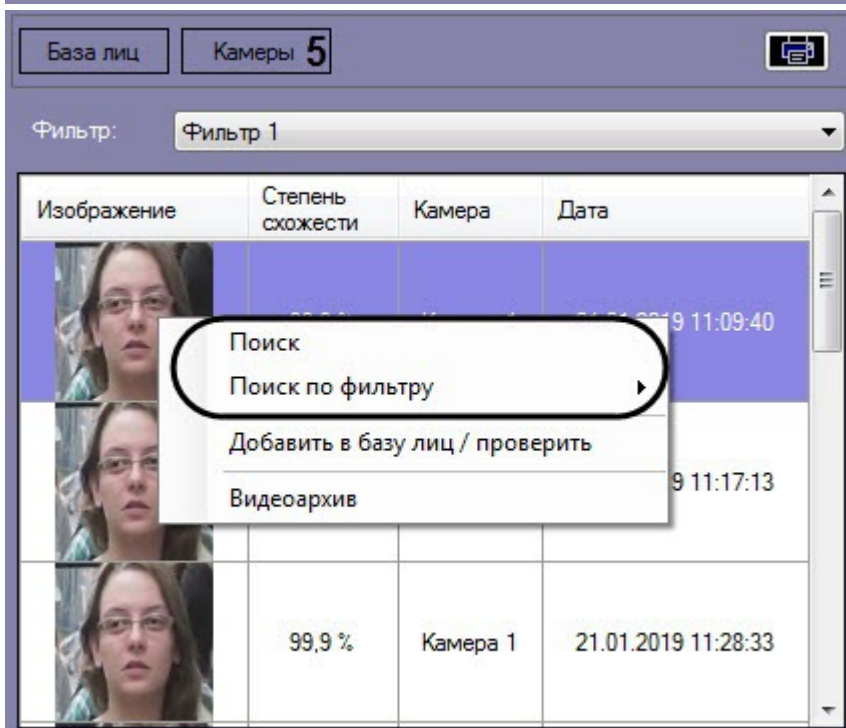 База лиц Камеры 5
Фильтр: Фильтр 1
Изображение Степень схожести Камера Дата
9 11:09:40
Поиск
Поиск по фильтру
Добавить в базу лиц / проверить
9 11:17:13
Видеоархив
99,9 % Камера 1 21.01.2019 11:28:33